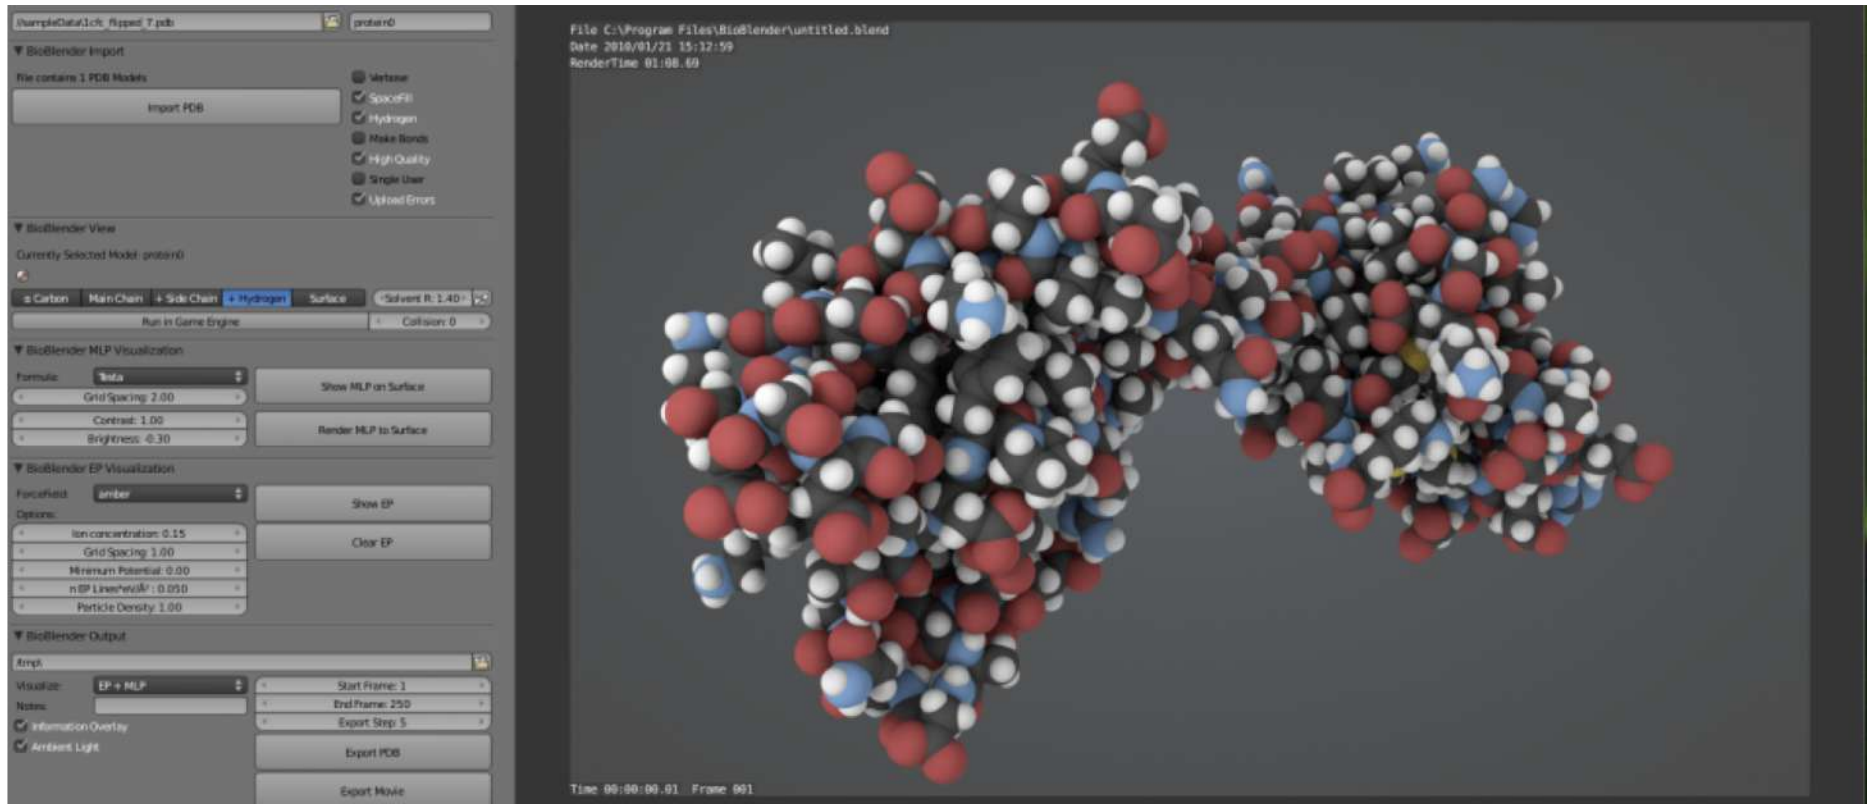 //sampleData\1cfc_flipped_7.pdb
protein0
BioBlender Import
File contains 1 PDB Models
Import PDB
Verbose
SpaceFill
Hydrogen
Make Bonds
High Quality
Single User
Upload Errors
BioBlender View
Currently Selected Model: protein0
Carbon
Main Chain
+ Side Chain
+ Hydrogen
Surface
Solvent R: 1.40
Run in Game Engine
Collision: 0
BioBlender MLP Visualization
Formula:
Testa
Grid Spacing: 2.00
Contrast: 1.00
Brightness: -0.30
Show MLP on Surface
Render MLP to Surface
BioBlender EP Visualization
ForceField:
amber
Options:
Ion concentration: 0.15
Grid Spacing: 1.00
Minimum Potential: 0.00
n EP Lines*eV/Å² : 0.050
Particle Density: 1.00
Show EP
Clear EP
BioBlender Output
/tmp\
Visualize:
EP + MLP
Notes:
Information Overlay
Ambient Light
Start Frame: 1
End Frame: 250
Export Step: 5
Export PDB
Export Movie
File C:\Program Files\BioBlender\untitled.blend
Date 2010/01/21 15:12:59
RenderTime 01:08.69
Time 00:00:00.01 Frame 001